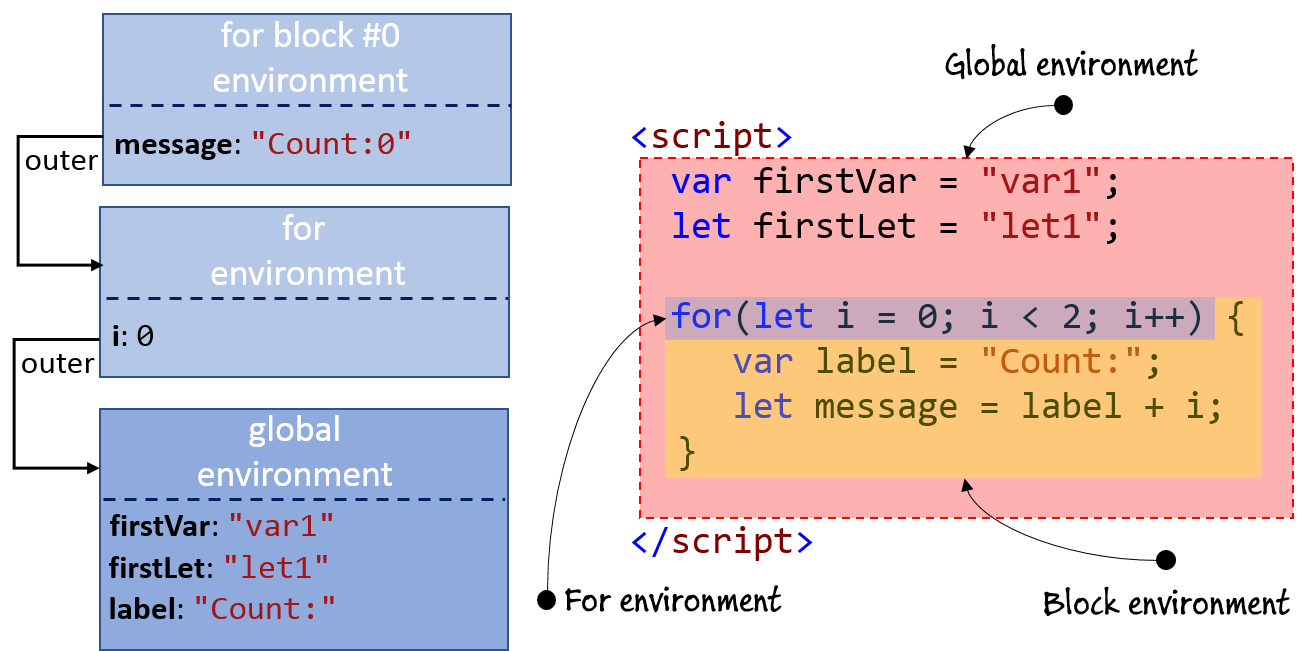 for block #0
environment
message: "Count:0"
outer
for
environment
i: 0
outer
global
environment
firstVar: "var1"
firstLet: "let1"
label: "Count:"
Global environment
<script>
var firstVar = "var1";
let firstLet = "let1";
for(let i = 0; i < 2; i++) {
var label = "Count:";
let message = label + i;
}
</script>
For environment
Block environment